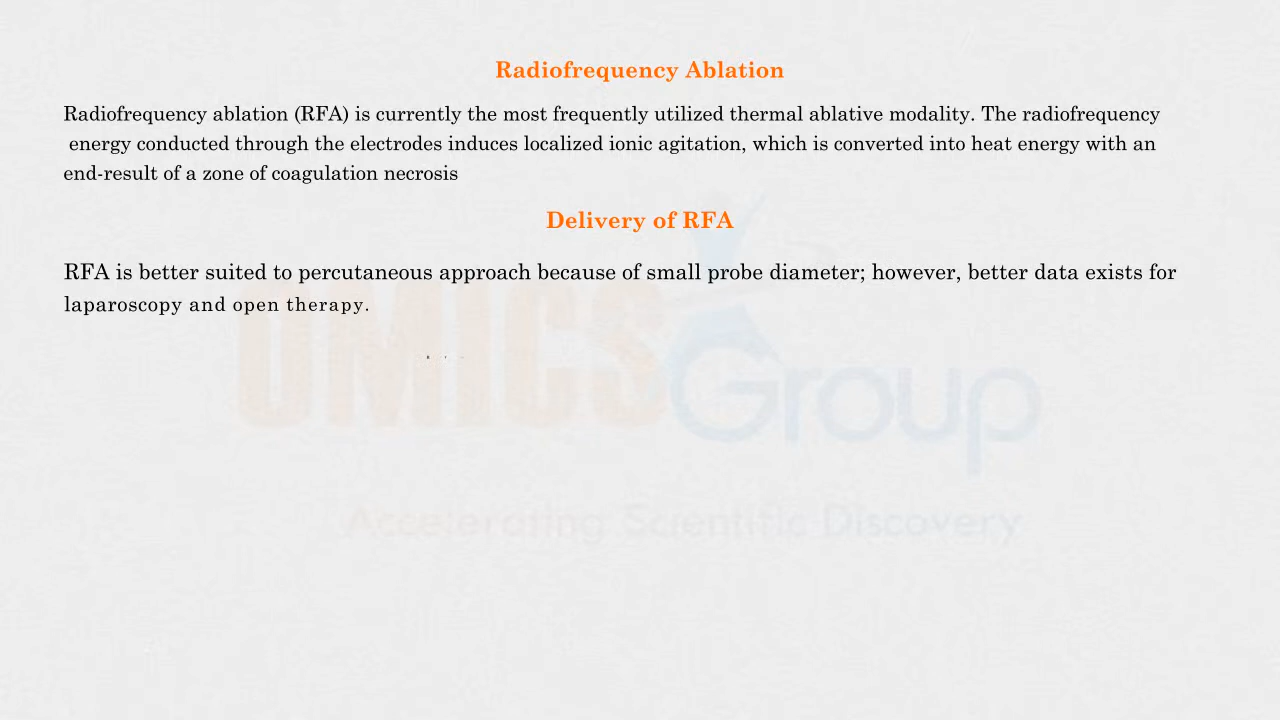 Radiofrequency Ablation
Radiofrequency ablation (RFA) is currently the most frequently utilized thermal ablative modality. The radiofrequency
energy conducted through the electrodes induces localized ionic agitation, which is converted into heat energy with an
end-result of a zone of coagulation necrosis
Delivery of RFA
RFA is better suited to percutaneous approach because of small probe diameter; however, better data exists for
laparoscopy and open therapy.
OMICS Group
Accelerating Scientific Discovery